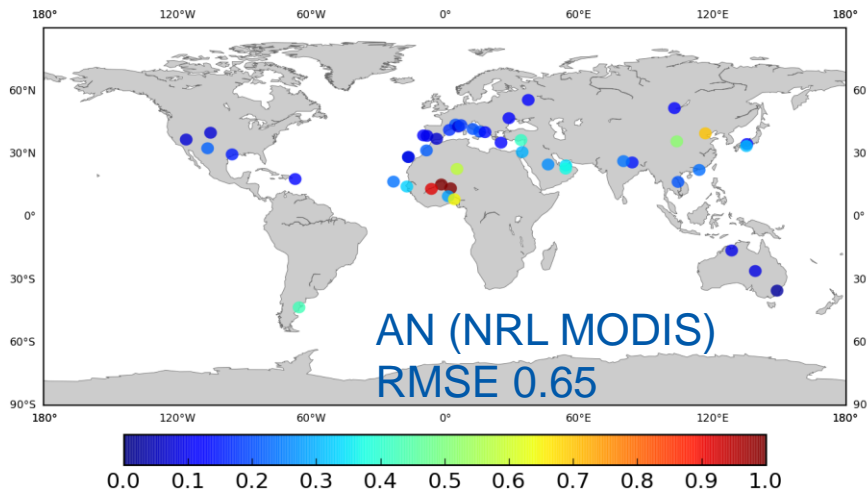 180° 120°W 60°W 0° 60°E 120°E 180°
60°N 60°N
30°N 30°N
0° 0°
30°S 30°S
60°S 60°S
AN (NRL MODIS)
RMSE 0.65
90°S 90°S
180° 120°W 60°W 0° 60°E 120°E 180°
0.0 0.1 0.2 0.3 0.4 0.5 0.6 0.7 0.8 0.9 1.0